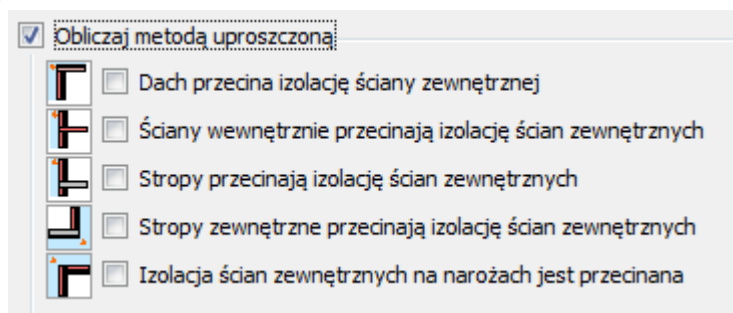 Obliczaj metodą uproszczoną
Dach przecina izolację ściany zewnętrznej
Ściany wewnętrznie przecinają izolację ścian zewnętrznych
Stropy przecinają izolację ścian zewnętrznych
Stropy zewnętrzne przecinają izolację ścian zewnętrznych
Izolacja ścian zewnętrznych na narożach jest przecinana